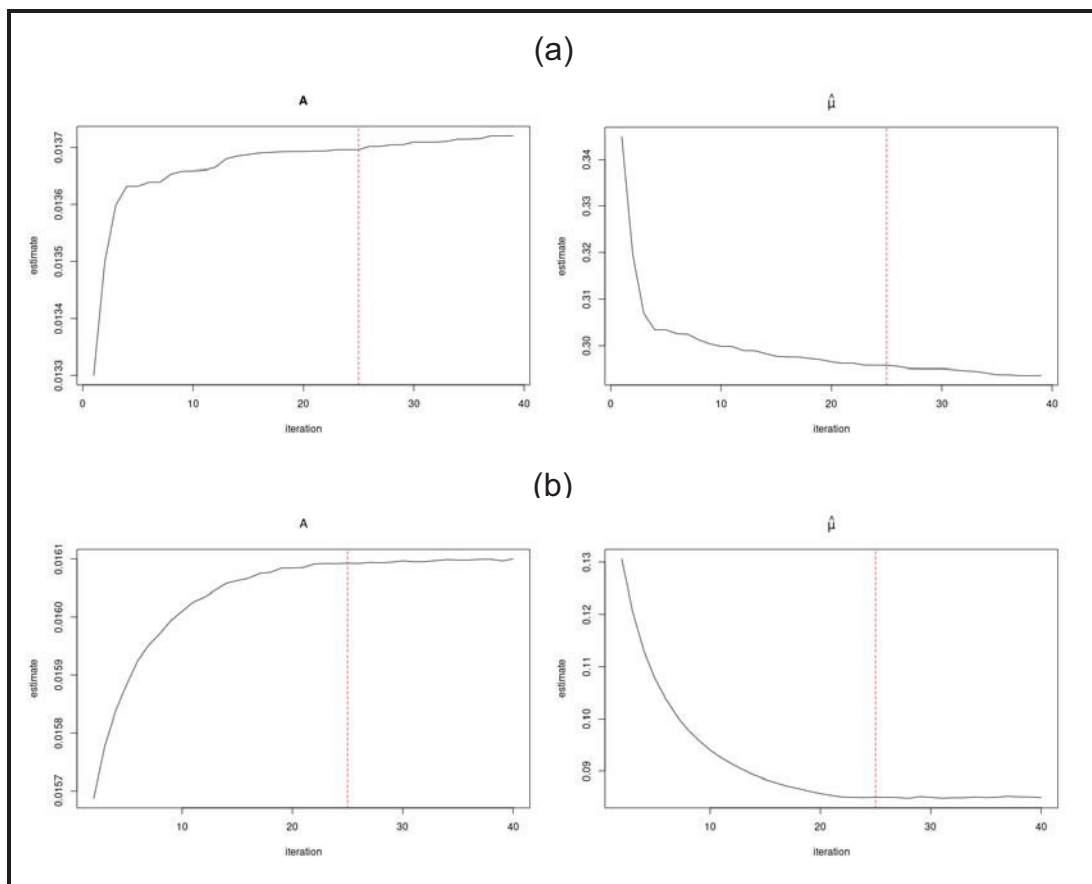 (a)
A
estimate
0.0133 0.0134 0.0135 0.0136 0.0137
0 10 20 30 40
iteration
μ̂
estimate
0.30 0.31 0.32 0.33 0.34
0 10 20 30 40
iteration
(b)
A
estimate
0.0157 0.0158 0.0159 0.0160 0.0161
10 20 30 40
iteration
μ̂
estimate
0.09 0.10 0.11 0.12 0.13
10 20 30 40
iteration